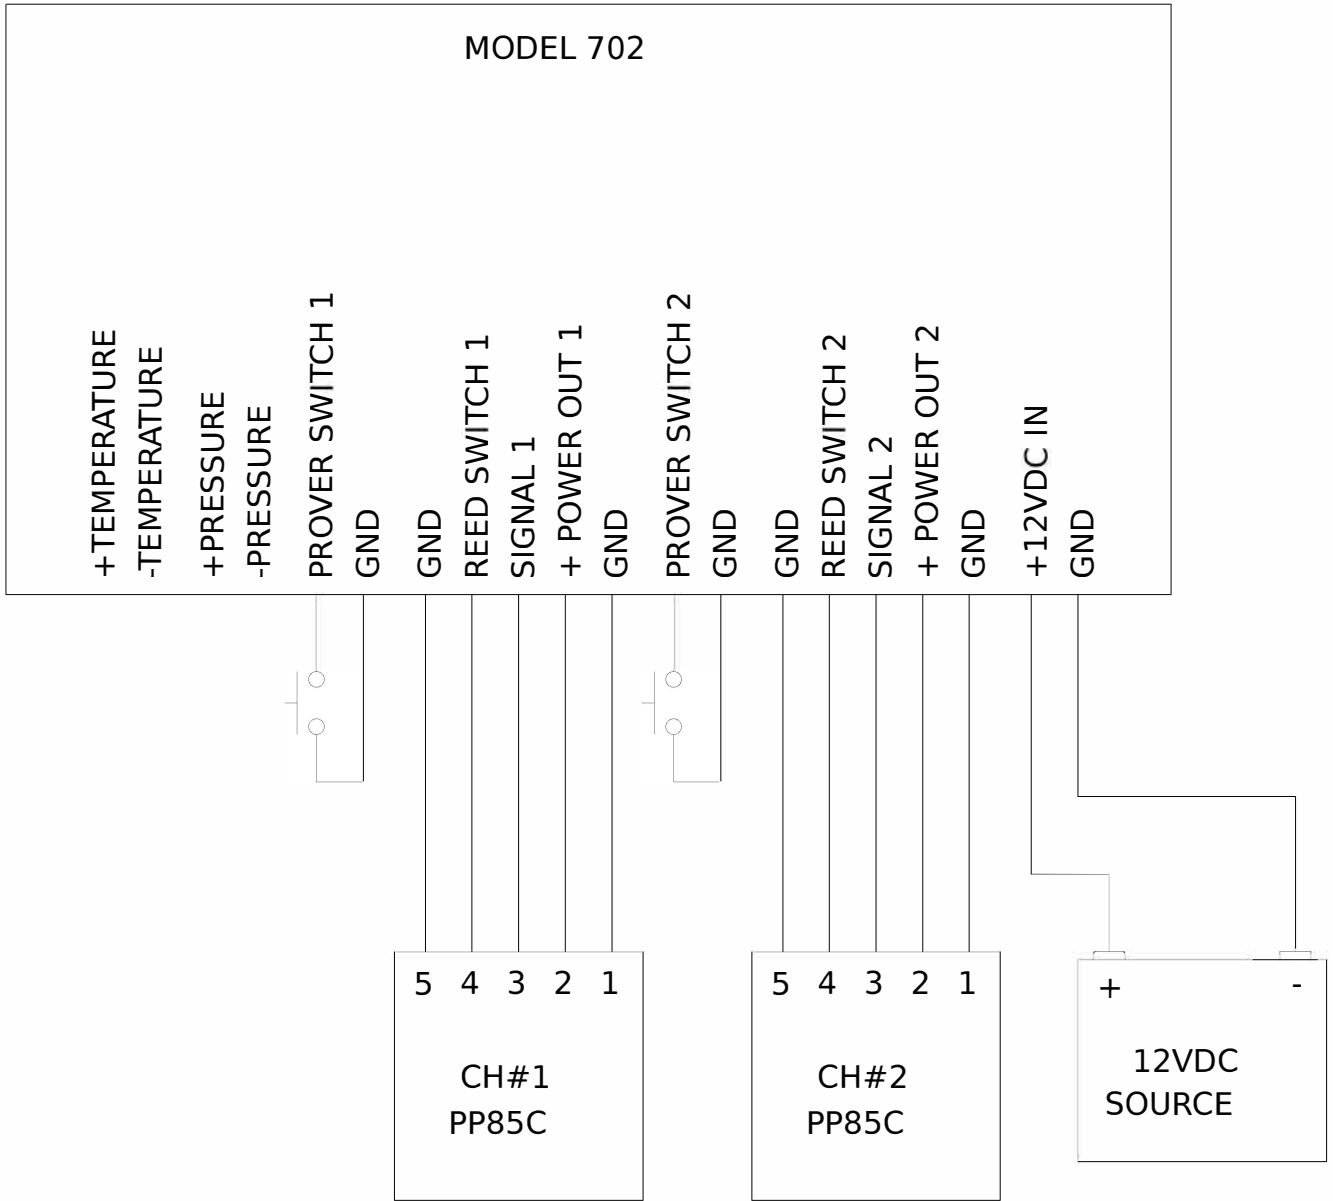 MODEL 702
+TEMPERATURE
-TEMPERATURE
+PRESSURE
-PRESSURE
PROVER SWITCH 1
GND
GND
REED SWITCH 1
SIGNAL 1
+ POWER OUT 1
GND
PROVER SWITCH 2
GND
GND
REED SWITCH 2
SIGNAL 2
+ POWER OUT 2
GND
+12VDC IN
GND
5 4 3 2 1
CH#1
PP85C
5 4 3 2 1
CH#2
PP85C
+ -
12VDC
SOURCE